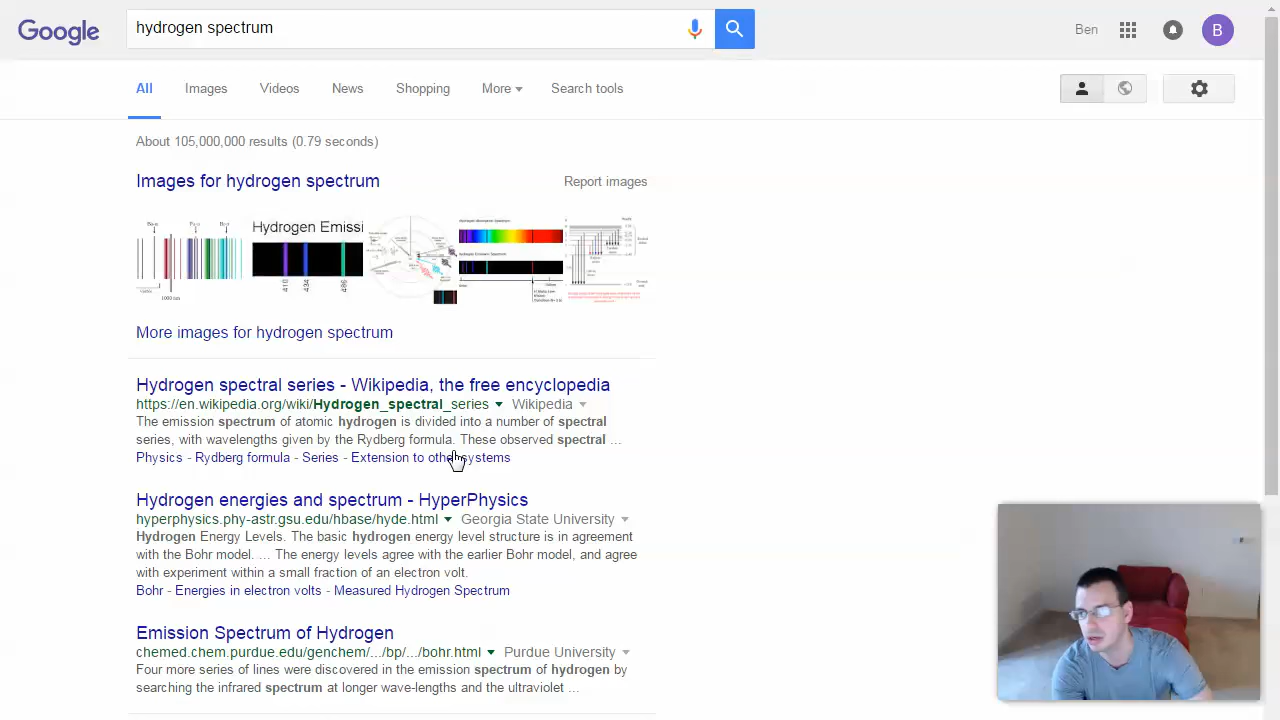 Google
hydrogen spectrum
Ben
B
All Images Videos News Shopping More Search tools
About 105,000,000 results (0.79 seconds)
Images for hydrogen spectrum
Report images
Hydrogen Emissi
410 434 486
1000 nm
More images for hydrogen spectrum
Hydrogen spectral series - Wikipedia, the free encyclopedia
https://en.wikipedia.org/wiki/Hydrogen_spectral_series Wikipedia
The emission spectrum of atomic hydrogen is divided into a number of spectral
series, with wavelengths given by the Rydberg formula. These observed spectral ...
Physics - Rydberg formula - Series - Extension to other systems
Hydrogen energies and spectrum - HyperPhysics
hyperphysics.phy-astr.gsu.edu/hbase/hyde.html Georgia State University
Hydrogen Energy Levels. The basic hydrogen energy level structure is in agreement
with the Bohr model. ... The energy levels agree with the earlier Bohr model, and agree
with experiment within a small fraction of an electron volt.
Bohr - Energies in electron volts - Measured Hydrogen Spectrum
Emission Spectrum of Hydrogen
chemed.chem.purdue.edu/genchem/.../bp/.../bohr.html Purdue University
Four more series of lines were discovered in the emission spectrum of hydrogen by
searching the infrared spectrum at longer wave-lengths and the ultraviolet ...